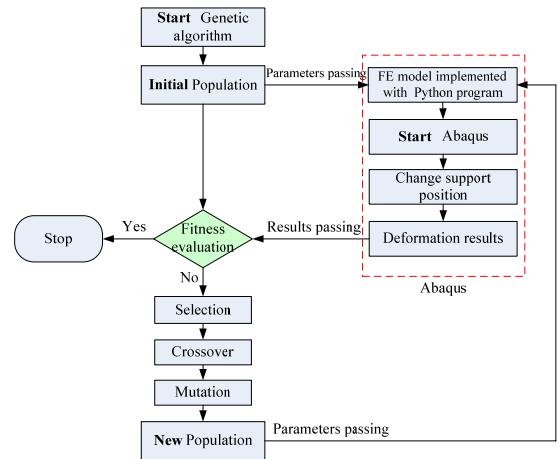 Start Genetic
algorithm
Initial Population
Parameters passing
FE model implemented
with Python program
Start Abaqus
Change support
position
Deformation results
Abaqus
Results passing
Fitness
evaluation
Yes
Stop
No
Selection
Crossover
Mutation
New Population
Parameters passing